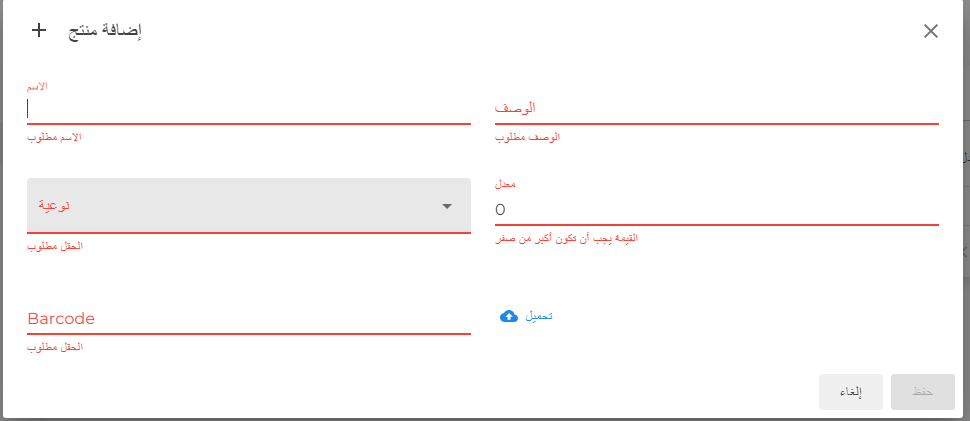 إضافة منتج
الاسم
الاسم مطلوب
الوصف
الوصف مطلوب
نوعية
الحقل مطلوب
معدل
0
القيمة يجب أن تكون أكبر من صفر
Barcode
الحقل مطلوب
تحميل
إلغاء
حفظ